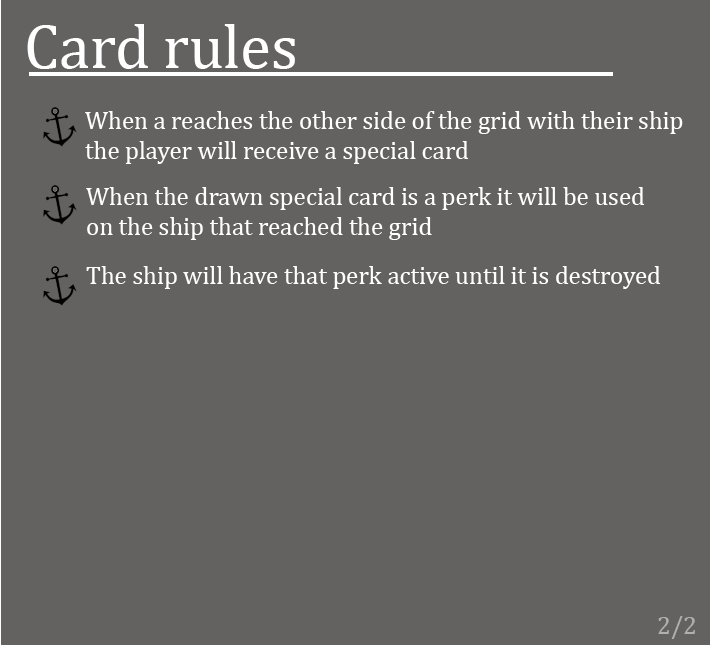 Card rules
When a reaches the other side of the grid with their ship
the player will receive a special card
When the drawn special card is a perk it will be used
on the ship that reached the grid
The ship will have that perk active until it is destroyed
2/2